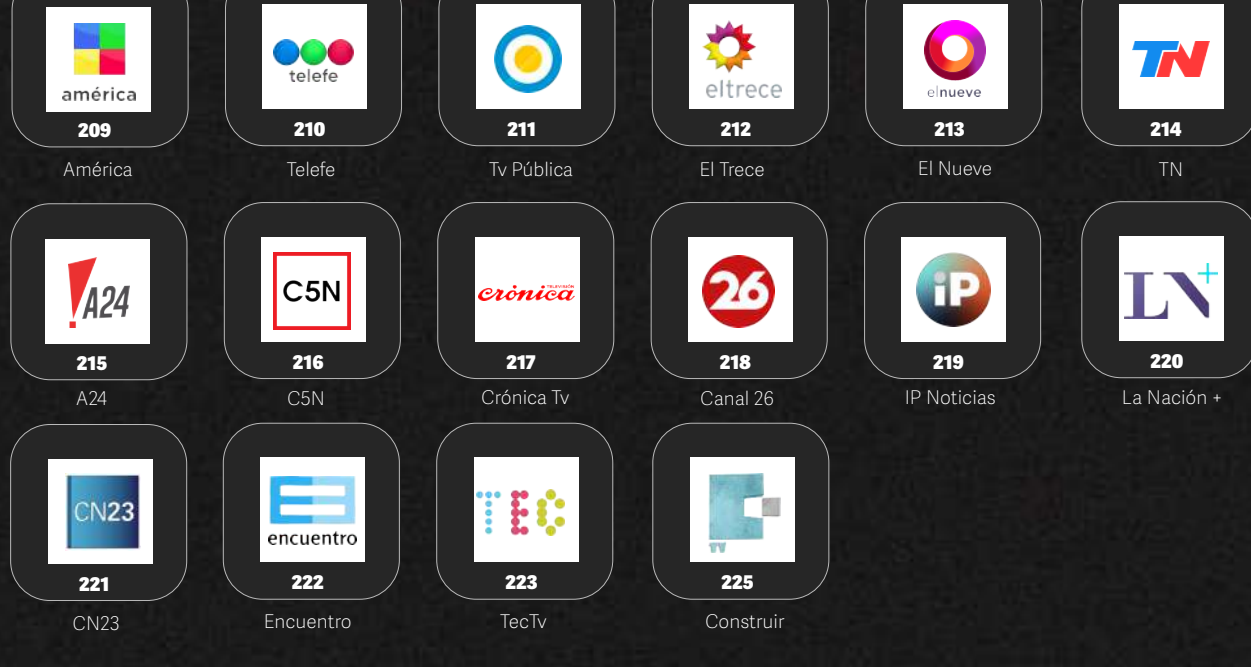 américa
telefe
eltrece
elnueve
TN
209
210
211
212
213
214
América
Telefe
Tv Pública
El Trece
El Nueve
TN
A24
C5N
TELEVISIÓN
crónica
26
iP
LN+
215
216
217
218
219
220
A24
C5N
Crónica Tv
Canal 26
IP Noticias
La Nación +
CN23
encuentro
TEC
TV
221
222
223
225
CN23
Encuentro
TecTv
Construir